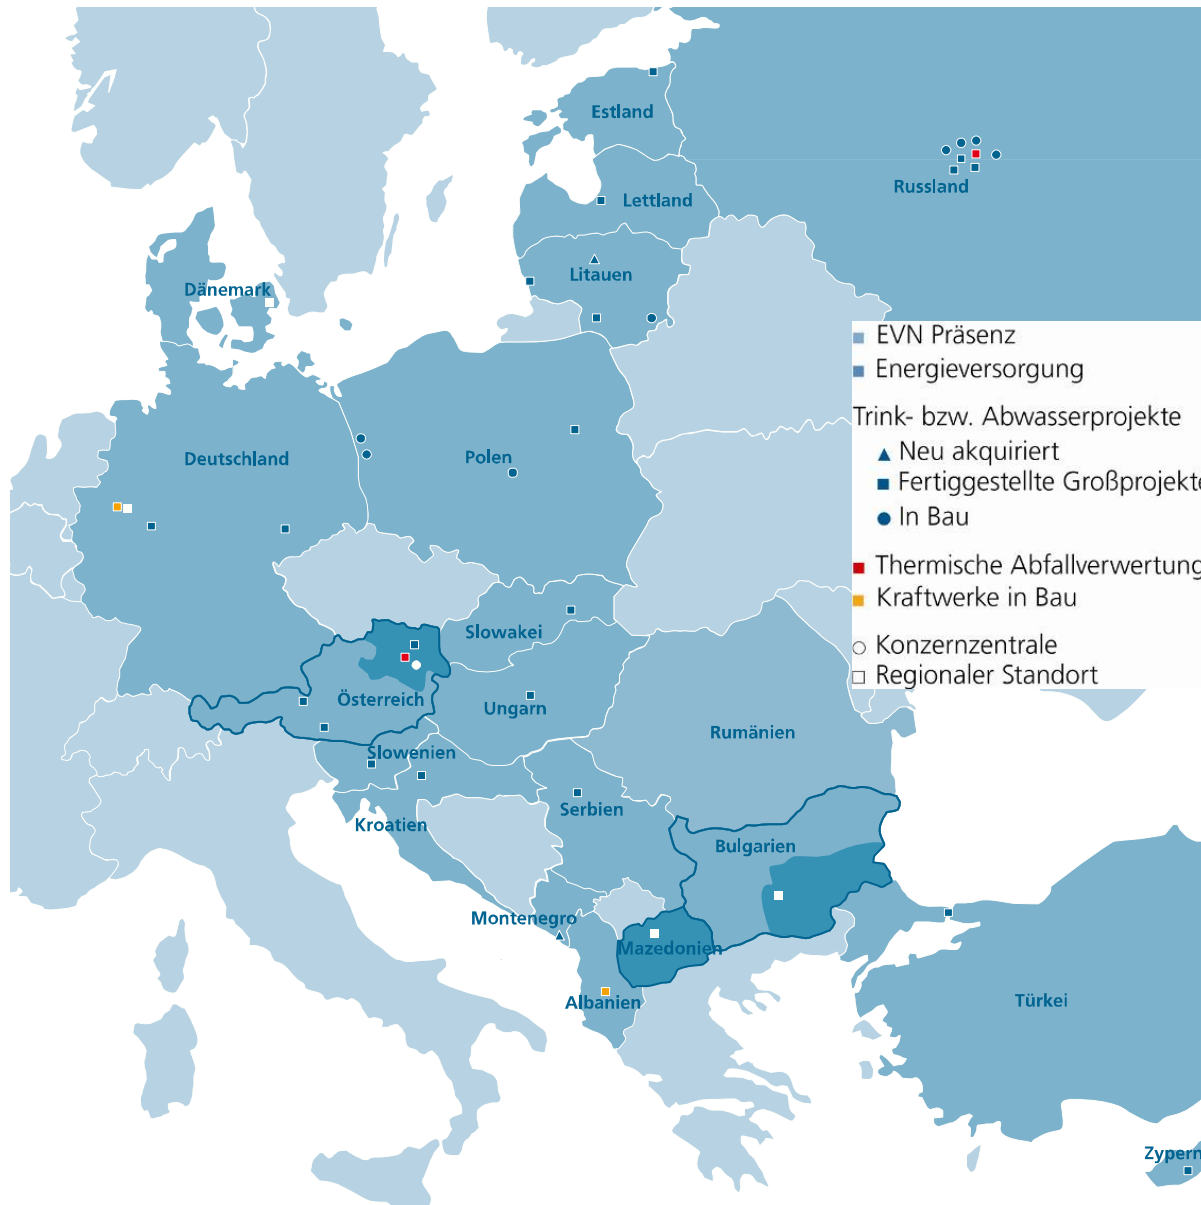 Estland
Russland
Lettland
Litauen
Dänemark
EVN Präsenz
Energieversorgung
Trink- bzw. Abwasserprojekte
Neu akquiriert
Fertiggestellte Großprojekte
In Bau
Thermische Abfallverwertung
Kraftwerke in Bau
Konzernzentrale
Regionaler Standort
Deutschland
Polen
Slowakei
Österreich
Ungarn
Rumänien
Slowenien
Serbien
Kroatien
Bulgarien
Montenegro
Mazedonien
Albanien
Türkei
Zypern